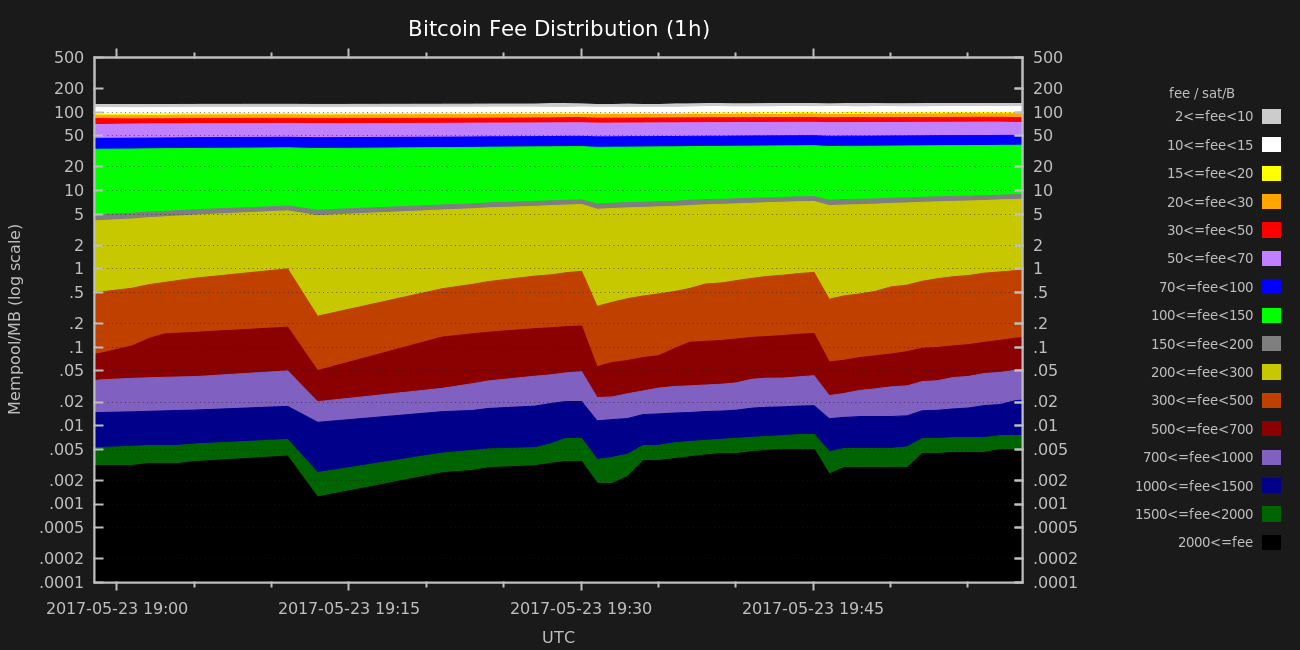 Bitcoin Fee Distribution (1h)
Mempool/MB (log scale)
500
200
100
50
20
10
5
2
1
.5
.2
.1
.05
.02
.01
.005
.002
.001
.0005
.0002
.0001
500
200
100
50
20
10
5
2
1
.5
.2
.1
.05
.02
.01
.005
.002
.001
.0005
.0002
.0001
2017-05-23 19:00
2017-05-23 19:15
2017-05-23 19:30
2017-05-23 19:45
UTC
fee / sat/B
2<=fee<10
10<=fee<15
15<=fee<20
20<=fee<30
30<=fee<50
50<=fee<70
70<=fee<100
100<=fee<150
150<=fee<200
200<=fee<300
300<=fee<500
500<=fee<700
700<=fee<1000
1000<=fee<1500
1500<=fee<2000
2000<=fee